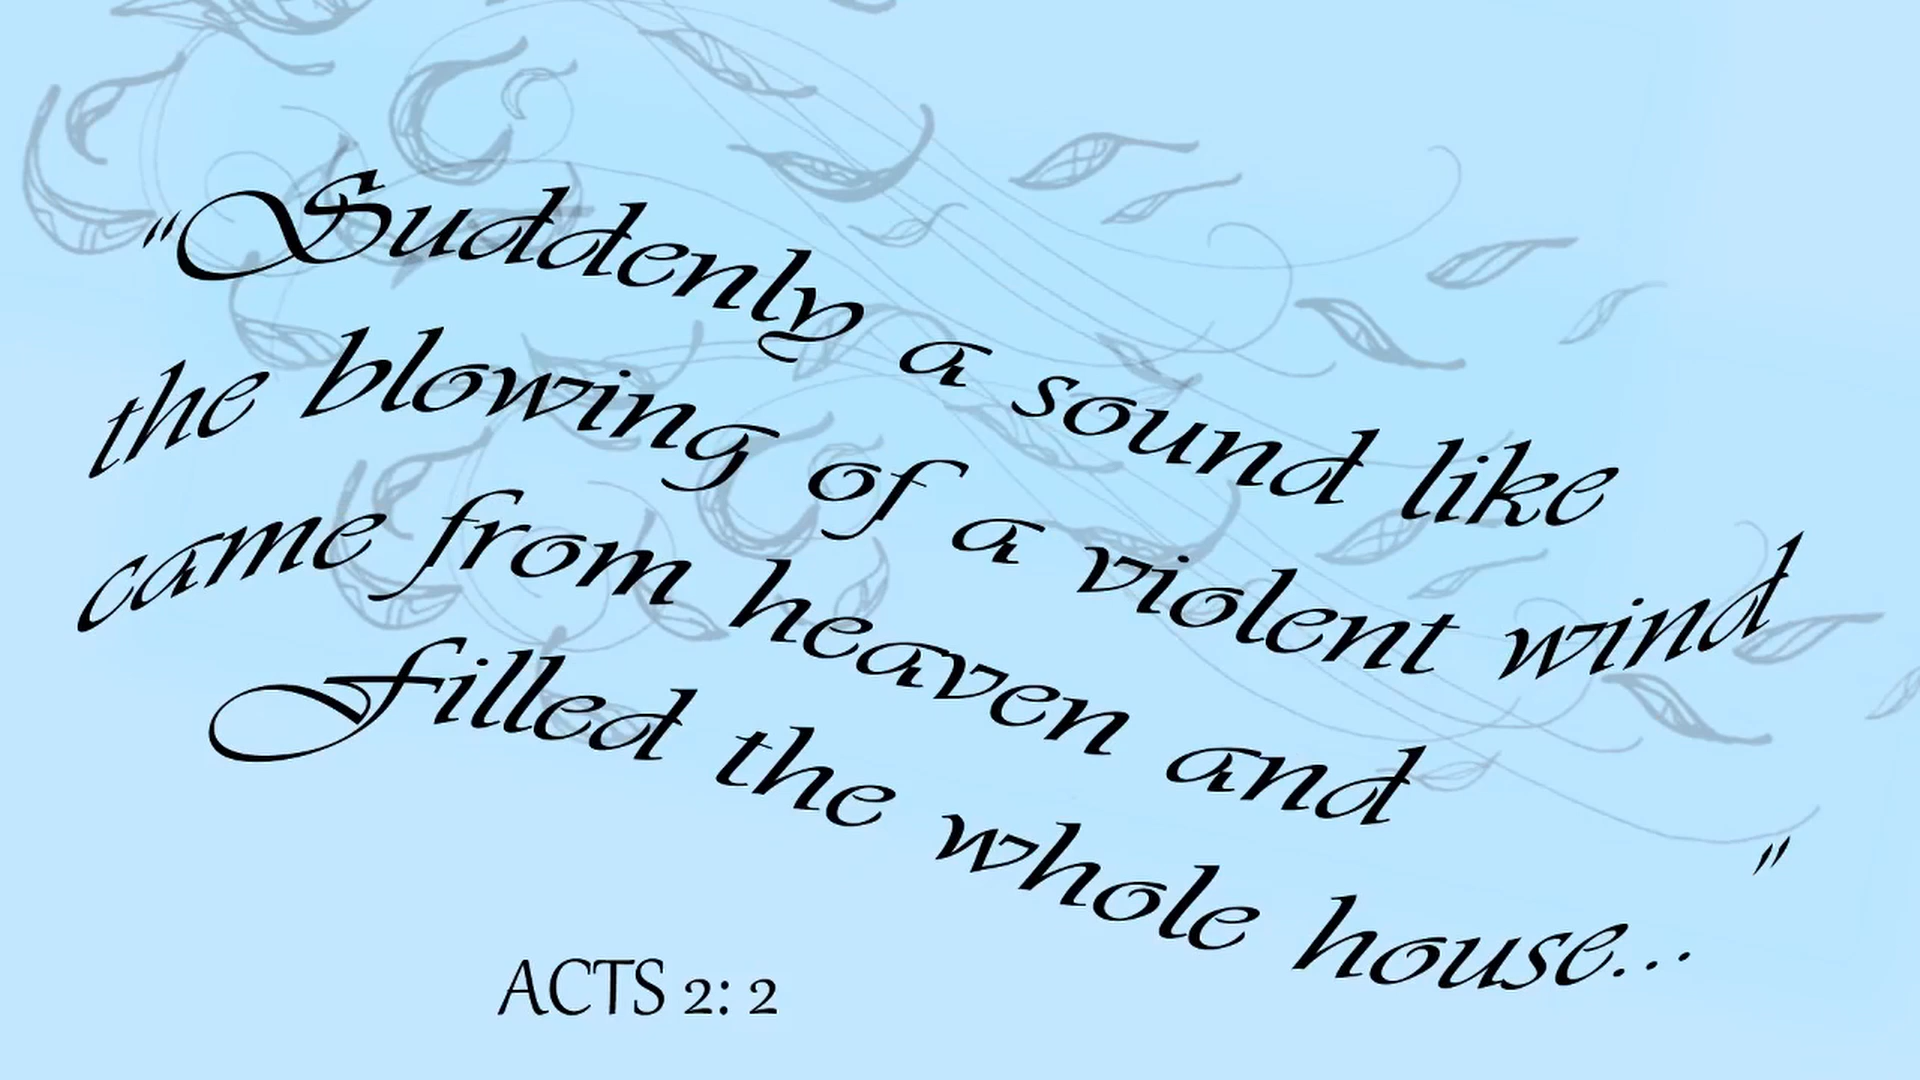 “Suddenly a sound like
the blowing of a violent wind
came from heaven and
filled the whole house...”
ACTS 2: 2